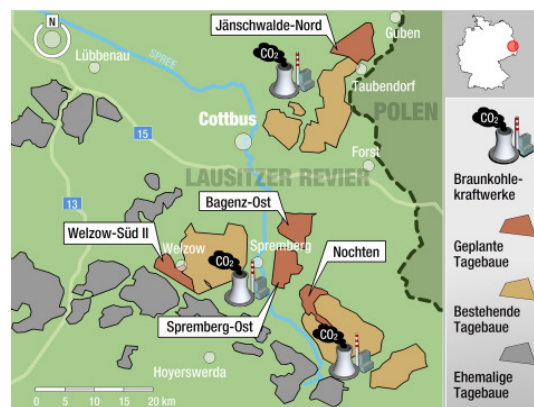 N
Jänschwalde-Nord
Guben
Lübbenau
SPREE
CO2
Taubendorf
POLEN
Cottbus
15
Forst
LAUSITZER REVIER
Bagenz-Ost
13
Welzow-Süd II
Welzow
Spremberg
Nochten
CO2
Spremberg-Ost
CO2
Hoyerswerda
0 5 10 15 20 km
CO2
Braunkohle-
kraftwerke
Geplante
Tagebaue
Bestehende
Tagebaue
Ehemalige
Tagebaue